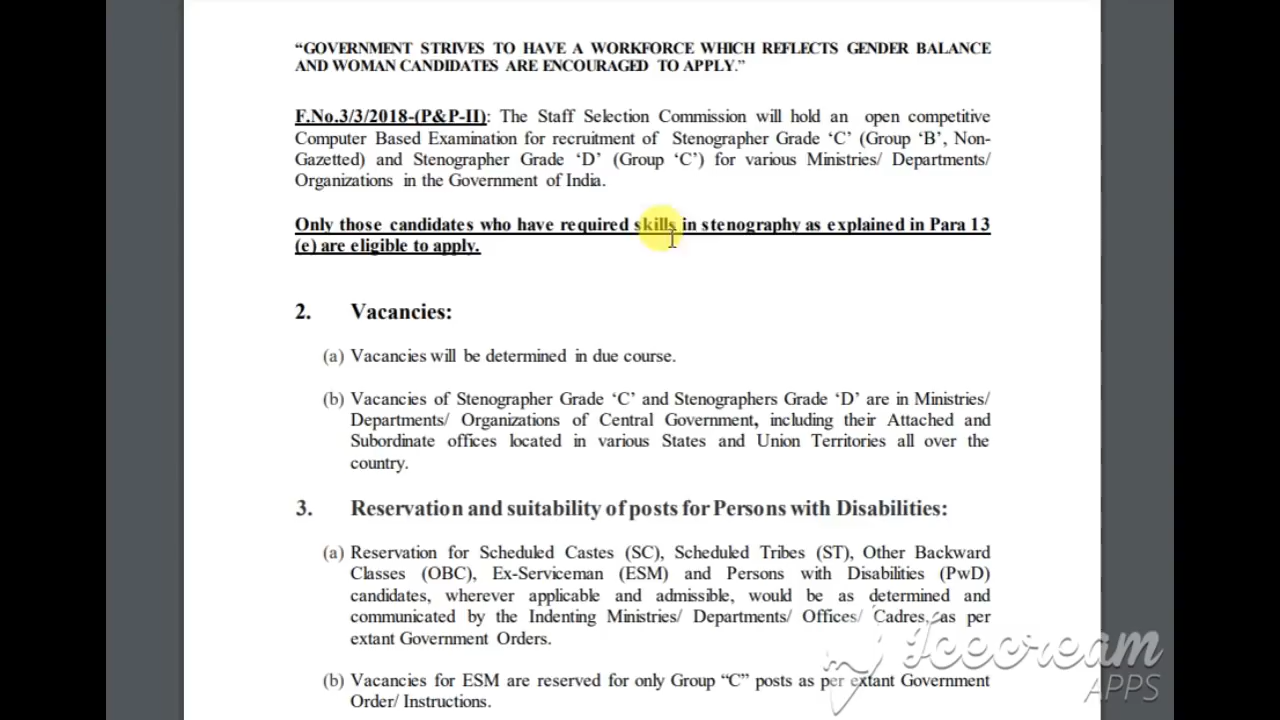 “GOVERNMENT STRIVES TO HAVE A WORKFORCE WHICH REFLECTS GENDER BALANCE
AND WOMAN CANDIDATES ARE ENCOURAGED TO APPLY.”
F.No.3/3/2018-(P&P-II): The Staff Selection Commission will hold an open competitive
Computer Based Examination for recruitment of Stenographer Grade ‘C’ (Group ‘B’, Non-
Gazetted) and Stenographer Grade ‘D’ (Group ‘C’) for various Ministries/ Departments/
Organizations in the Government of India.
Only those candidates who have required skills in stenography as explained in Para 13
(e) are eligible to apply.
2. Vacancies:
(a) Vacancies will be determined in due course.
(b) Vacancies of Stenographer Grade ‘C’ and Stenographers Grade ‘D’ are in Ministries/
Departments/ Organizations of Central Government, including their Attached and
Subordinate offices located in various States and Union Territories all over the
country.
3. Reservation and suitability of posts for Persons with Disabilities:
(a) Reservation for Scheduled Castes (SC), Scheduled Tribes (ST), Other Backward
Classes (OBC), Ex-Serviceman (ESM) and Persons with Disabilities (PwD)
candidates, wherever applicable and admissible, would be as determined and
communicated by the Indenting Ministries/ Departments/ Offices/ Cadres, as per
extant Government Orders.
(b) Vacancies for ESM are reserved for only Group “C” posts as per extant Government
Order/ Instructions.
Icecream
APPS